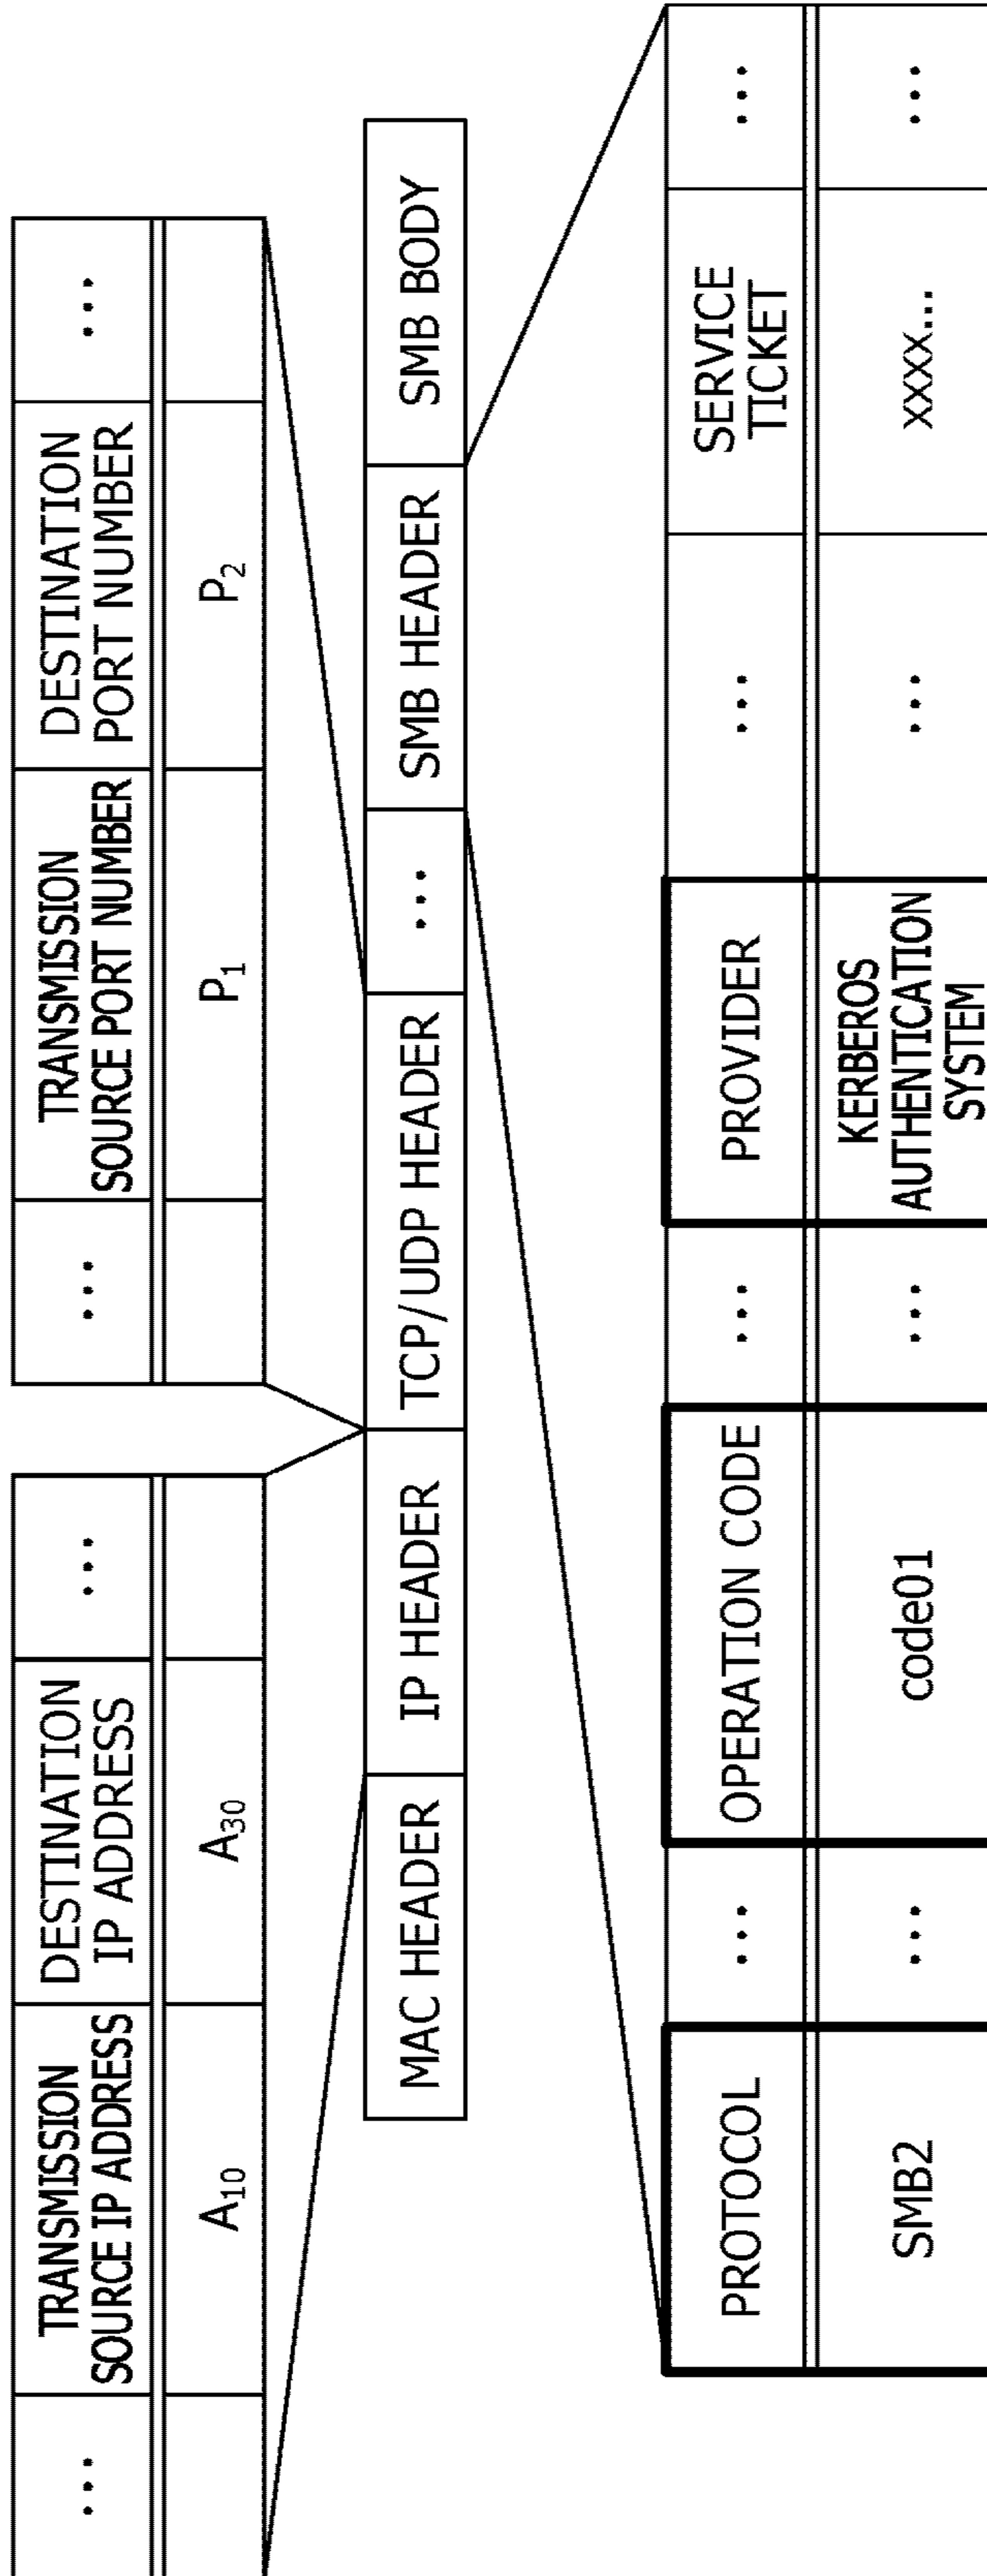 ...
TRANSMISSION
SOURCE IP ADDRESS
DESTINATION
IP ADDRESS
...
A10
A30
...
TRANSMISSION
SOURCE PORT NUMBER
DESTINATION
PORT NUMBER
...
P1
P2
MAC HEADER
IP HEADER
TCP/UDP HEADER
...
SMB HEADER
SMB BODY
PROTOCOL
...
OPERATION CODE
...
PROVIDER
...
SERVICE
TICKET
...
SMB2
...
code01
...
KERBEROS
AUTHENTICATION
SYSTEM
...
xxxx...
...